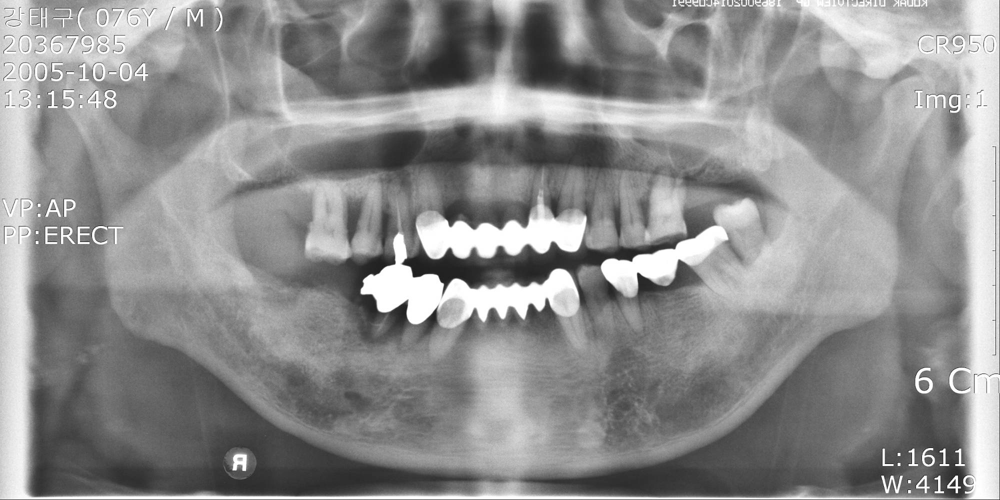 강태구( 076Y / M )
20367985
2005-10-04
13:15:48
CR950
Img:1
VP:AP
PP:ERECT
6 Cm
R
L:1611
W:4149